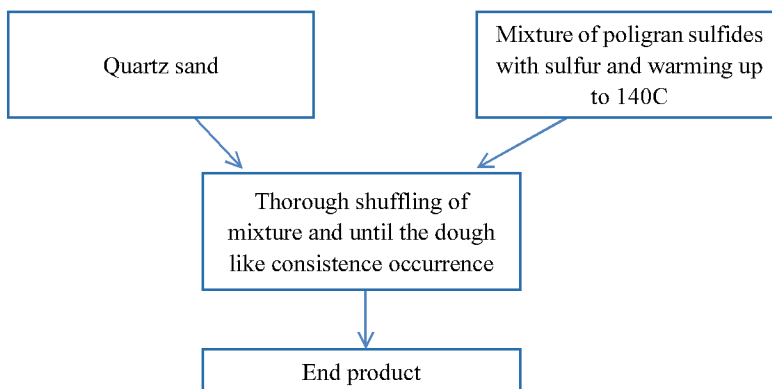 Quartz sand
Mixture of poligran sulfides
with sulfur and warming up
to 140C
Thorough shuffling of
mixture and until the dough
like consistence occurrence
End product